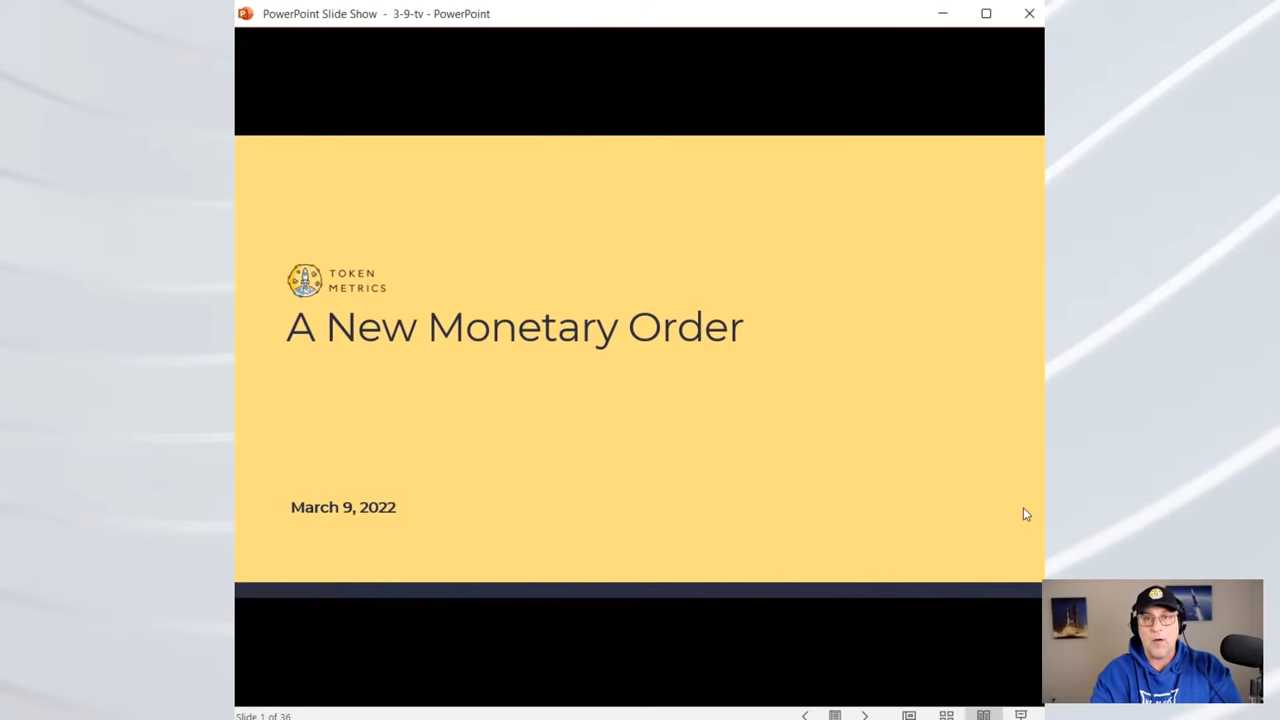 PowerPoint Slide Show - 3-9-tv - PowerPoint
TOKEN
METRICS
A New Monetary Order
March 9, 2022
Slide 1 of 36